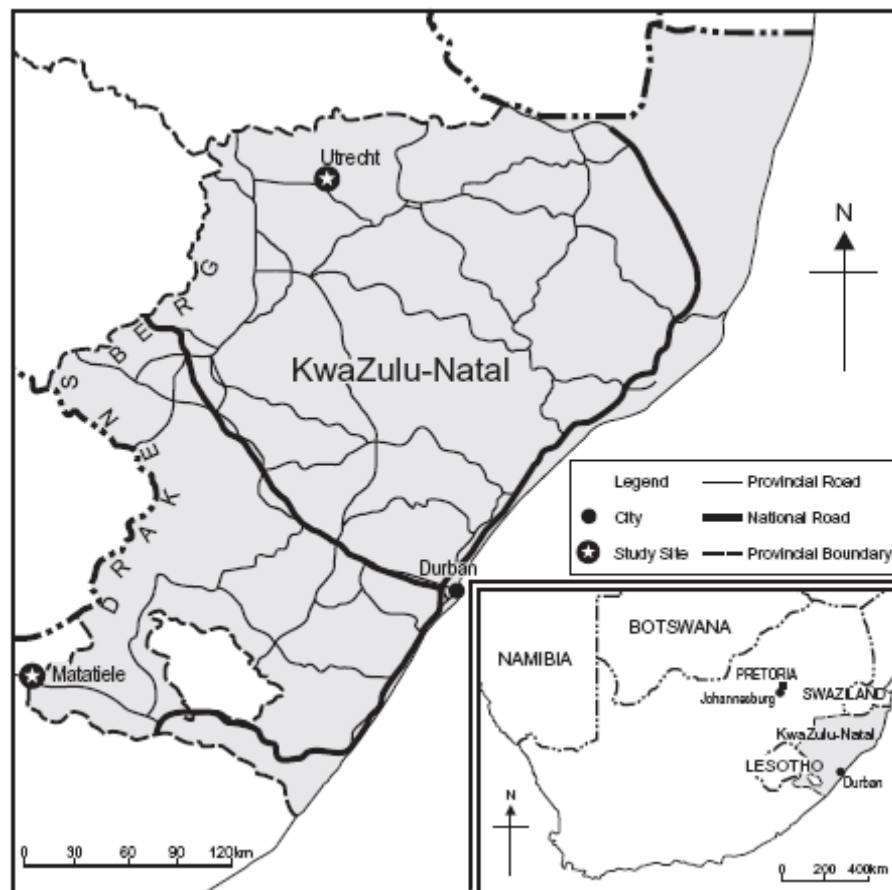 Utrecht
N
DRAKENSBERG
KwaZulu-Natal
Legend
Provincial Road
City
National Road
Study Site
Provincial Boundary
Durban
Matatiele
0 30 60 90 120km
NAMIBIA
BOTSWANA
PRETORIA
Johannesburg
SWAZILAND
KwaZulu-Natal
LESOTHO
Durban
N
0 200 400km